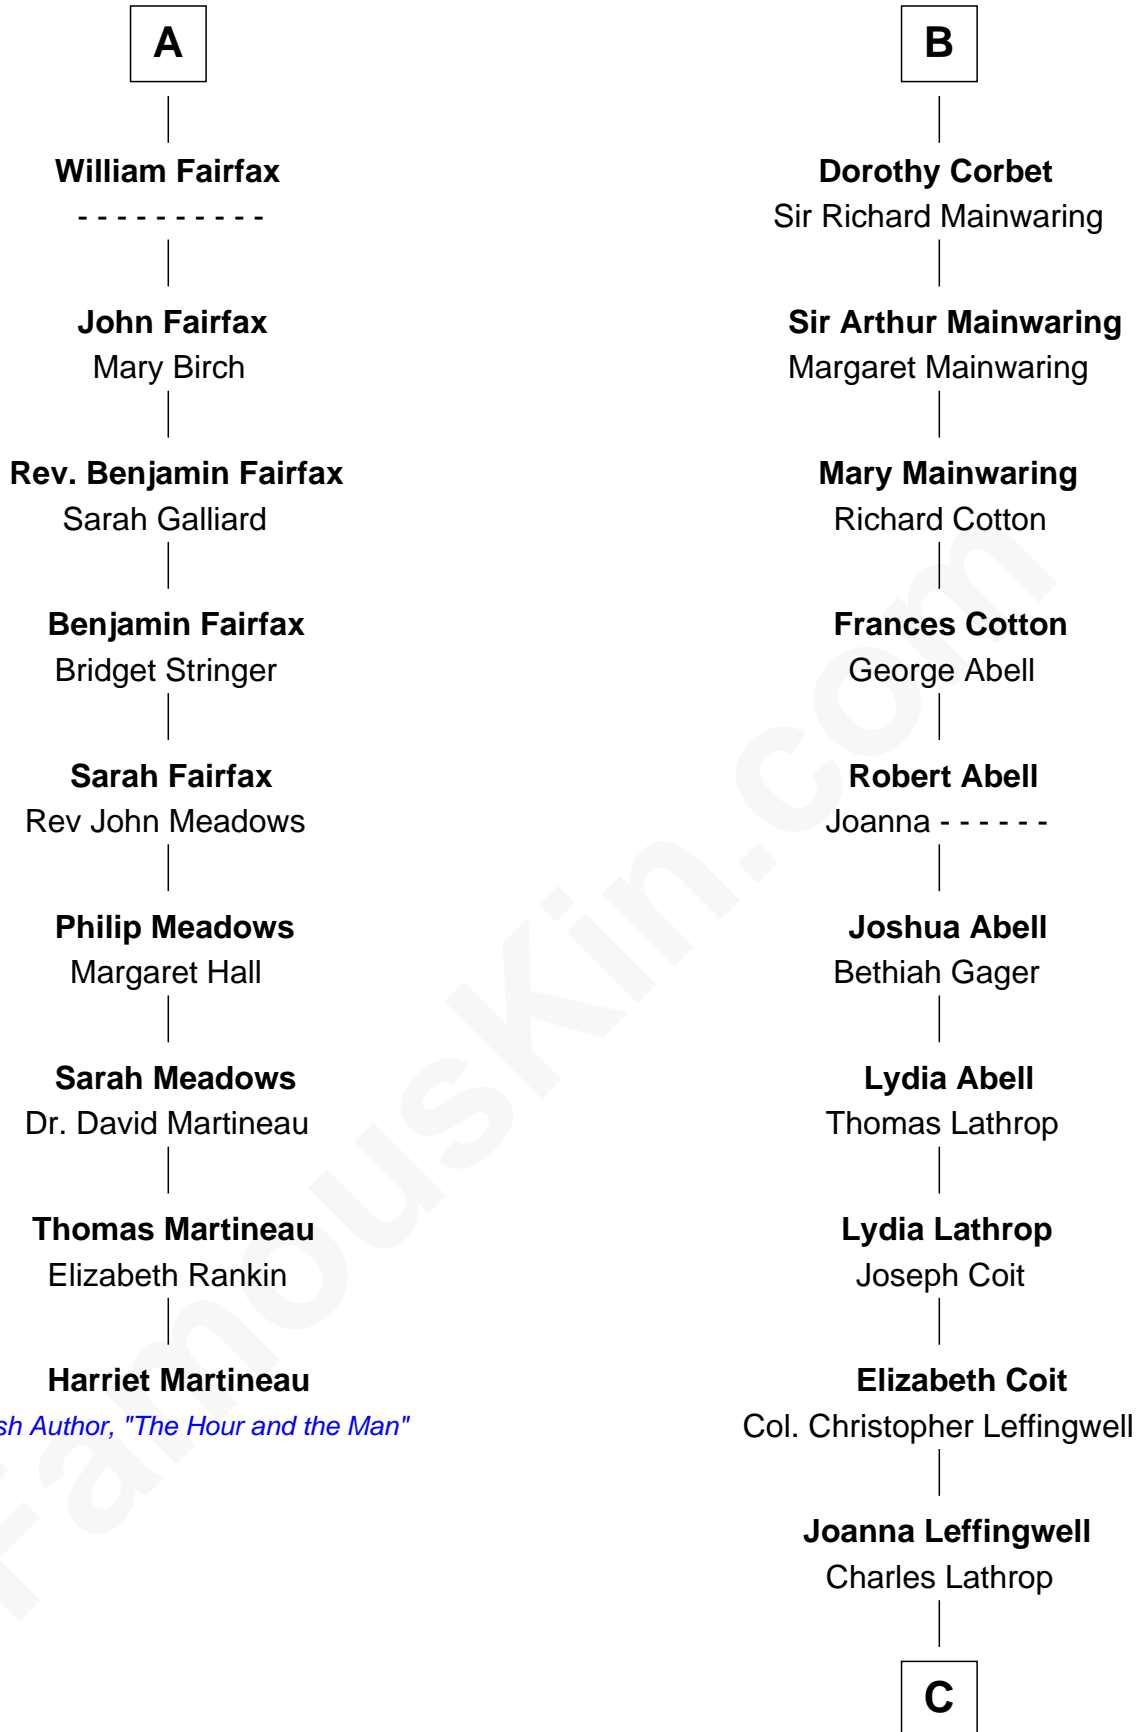 A
William Fairfax
- - - - - - - - - -
John Fairfax
Mary Birch
Rev. Benjamin Fairfax
Sarah Galliard
Benjamin Fairfax
Bridget Stringer
Sarah Fairfax
Rev John Meadows
Philip Meadows
Margaret Hall
Sarah Meadows
Dr. David Martineau
Thomas Martineau
Elizabeth Rankin
Harriet Martineau
sh Author, "The Hour and the Man"
B
Dorothy Corbet
Sir Richard Mainwaring
Sir Arthur Mainwaring
Margaret Mainwaring
Mary Mainwaring
Richard Cotton
Frances Cotton
George Abell
Robert Abell
Joanna - - - - - -
Joshua Abell
Bethiah Gager
Lydia Abell
Thomas Lathrop
Lydia Lathrop
Joseph Coit
Elizabeth Coit
Col. Christopher Leffingwell
Joanna Leffingwell
Charles Lathrop
C
FamousKin.com